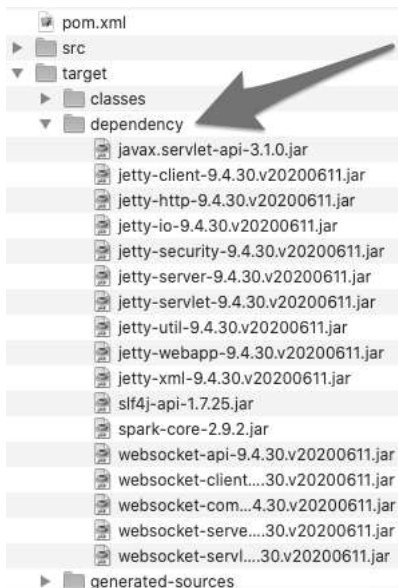 pom.xml
src
target
classes
dependency
javax.servlet-api-3.1.0.jar
jetty-client-9.4.30.v20200611.jar
jetty-http-9.4.30.v20200611.jar
jetty-io-9.4.30.v20200611.jar
jetty-security-9.4.30.v20200611.jar
jetty-server-9.4.30.v20200611.jar
jetty-servlet-9.4.30.v20200611.jar
jetty-util-9.4.30.v20200611.jar
jetty-webapp-9.4.30.v20200611.jar
jetty-xml-9.4.30.v20200611.jar
slf4j-api-1.7.25.jar
spark-core-2.9.2.jar
websocket-api-9.4.30.v20200611.jar
websocket-client....30.v20200611.jar
websocket-com...4.30.v20200611.jar
websocket-serve....30.v20200611.jar
websocket-servl....30.v20200611.jar
generated-sources